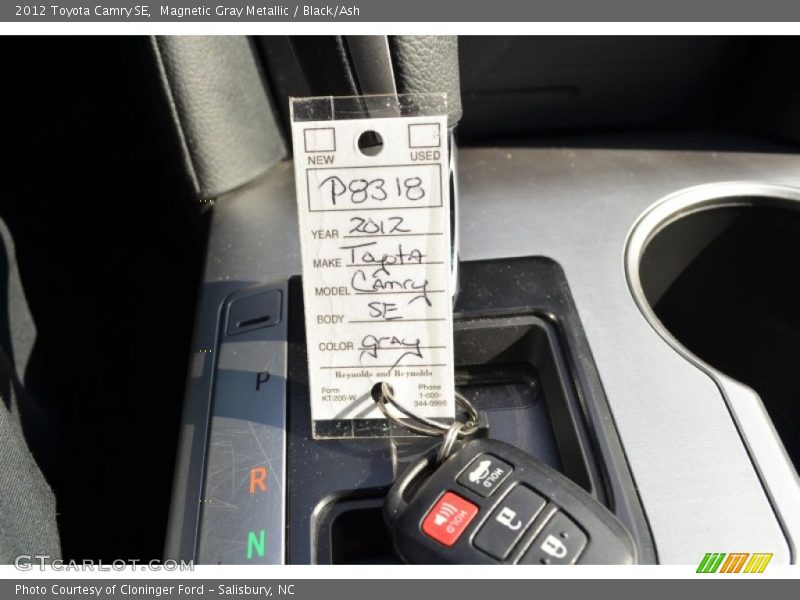 2012 Toyota Camry SE, Magnetic Gray Metallic / Black/Ash
NEW USED
P8318
YEAR 2012
MAKE Toyota
MODEL Camry
BODY SE
COLOR gray
Reynolds and Reynolds
Form Phone
KT-200-W 1-800-
344-0996
HOLD
HOLD
P
R
N
GTCarLot.com
Photo Courtesy of Cloninger Ford – Salisbury, NC